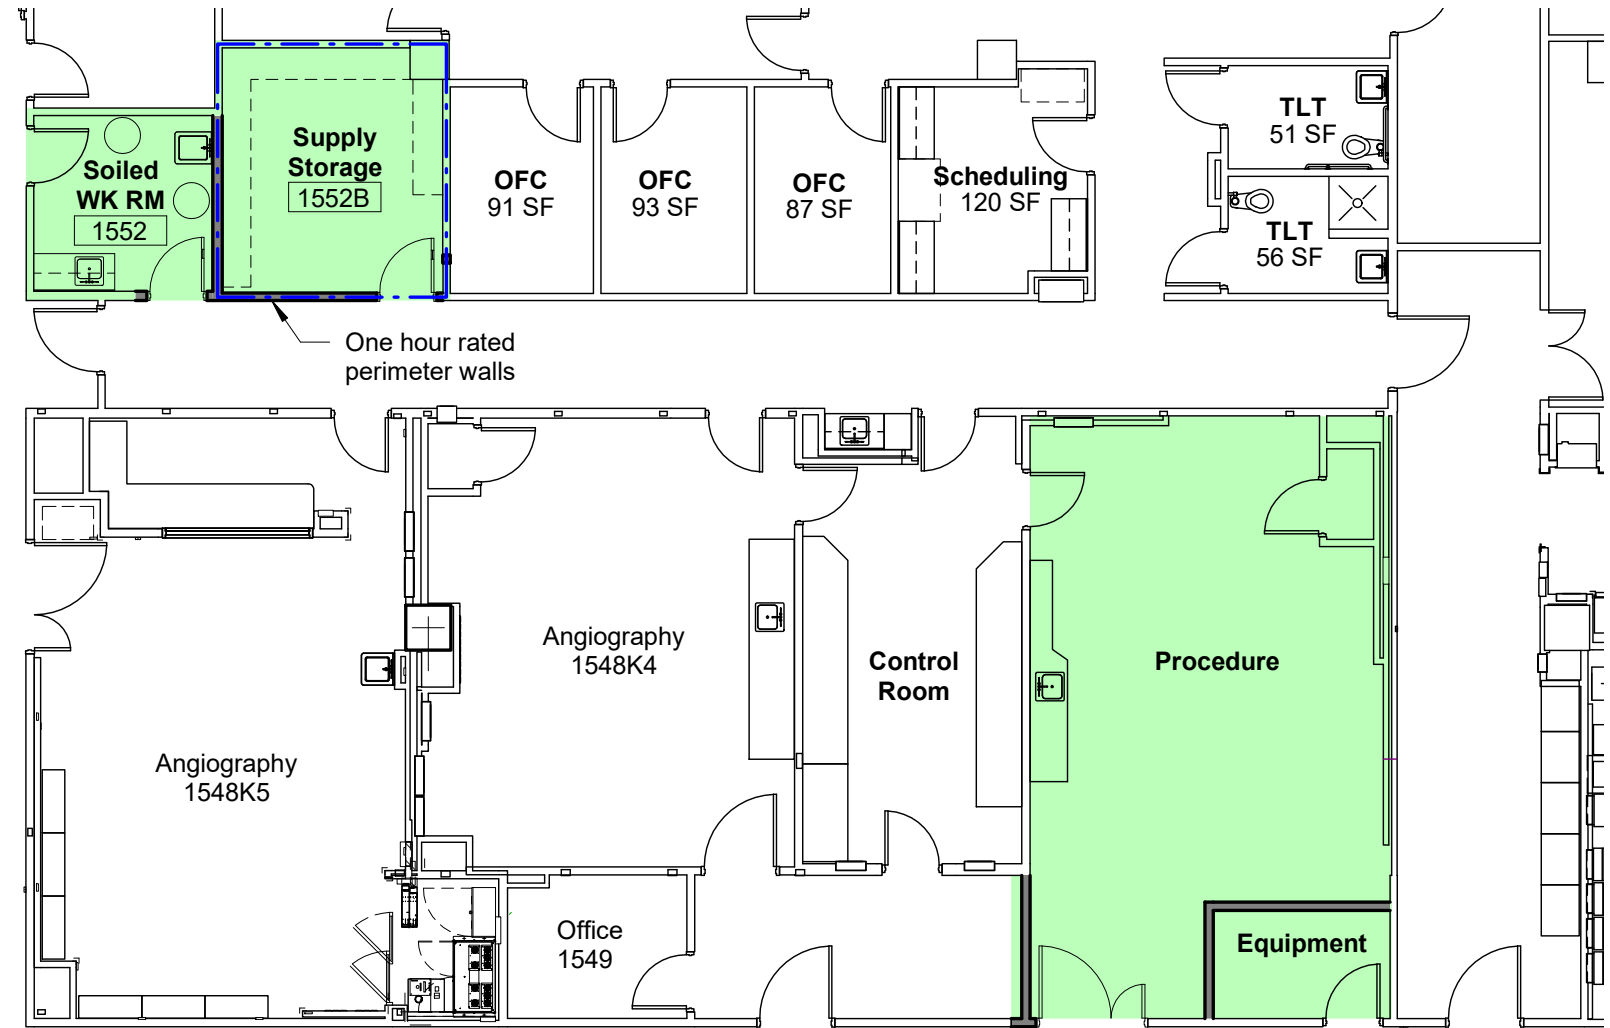 TLT
51 SF
Supply
Storage
1552B
Soiled
WK RM
1552
OFC
91 SF
OFC
93 SF
OFC
87 SF
Scheduling
120 SF
TLT
56 SF
One hour rated
perimeter walls
Angiography
1548K4
Control
Room
Procedure
Angiography
1548K5
Office
1549
Equipment